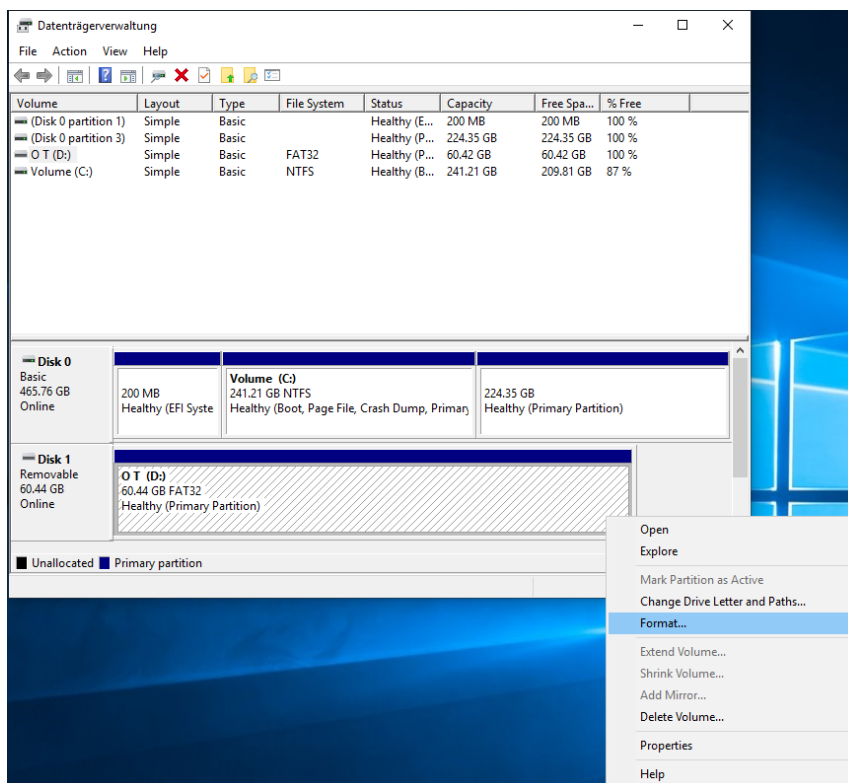 Datenträgerverwaltung
File Action View Help
Volume Layout Type File System Status Capacity Free Spa... % Free
(Disk 0 partition 1) Simple Basic Healthy (E... 200 MB 200 MB 100 %
(Disk 0 partition 3) Simple Basic Healthy (P... 224.35 GB 224.35 GB 100 %
O T (D:) Simple Basic FAT32 Healthy (P... 60.42 GB 60.42 GB 100 %
Volume (C:) Simple Basic NTFS Healthy (B... 241.21 GB 209.81 GB 87 %
Disk 0
Basic
465.76 GB
Online
200 MB
Healthy (EFI Syste
Volume (C:)
241.21 GB NTFS
Healthy (Boot, Page File, Crash Dump, Primary
224.35 GB
Healthy (Primary Partition)
Disk 1
Removable
60.44 GB
Online
O T (D:)
60.44 GB FAT32
Healthy (Primary Partition)
Unallocated Primary partition
Open
Explore
Mark Partition as Active
Change Drive Letter and Paths...
Format...
Extend Volume...
Shrink Volume...
Add Mirror...
Delete Volume...
Properties
Help